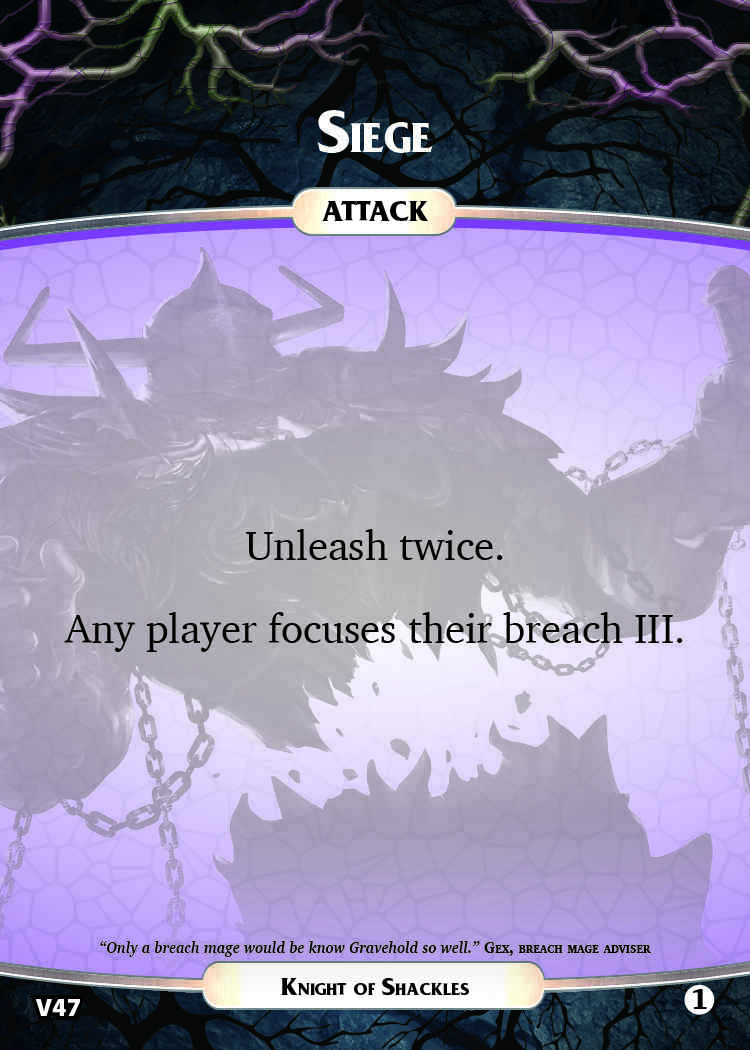 Siege
ATTACK
Unleash twice.
Any player focuses their breach III.
“Only a breach mage would be know Gravehold so well.” Gex, breach mage adviser
Knight of Shackles
V47
1